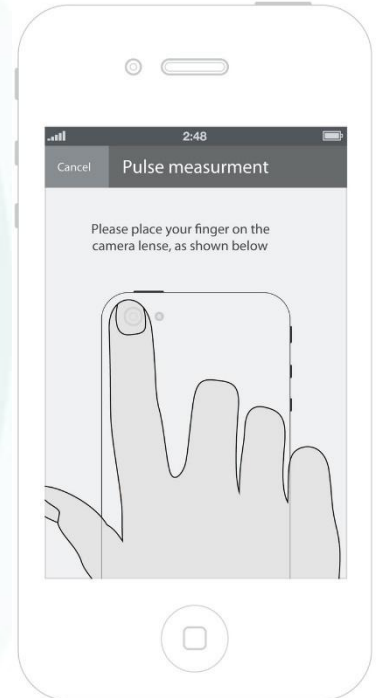 2:48
Cancel Pulse measurment
Please place your finger on the
camera lense, as shown below